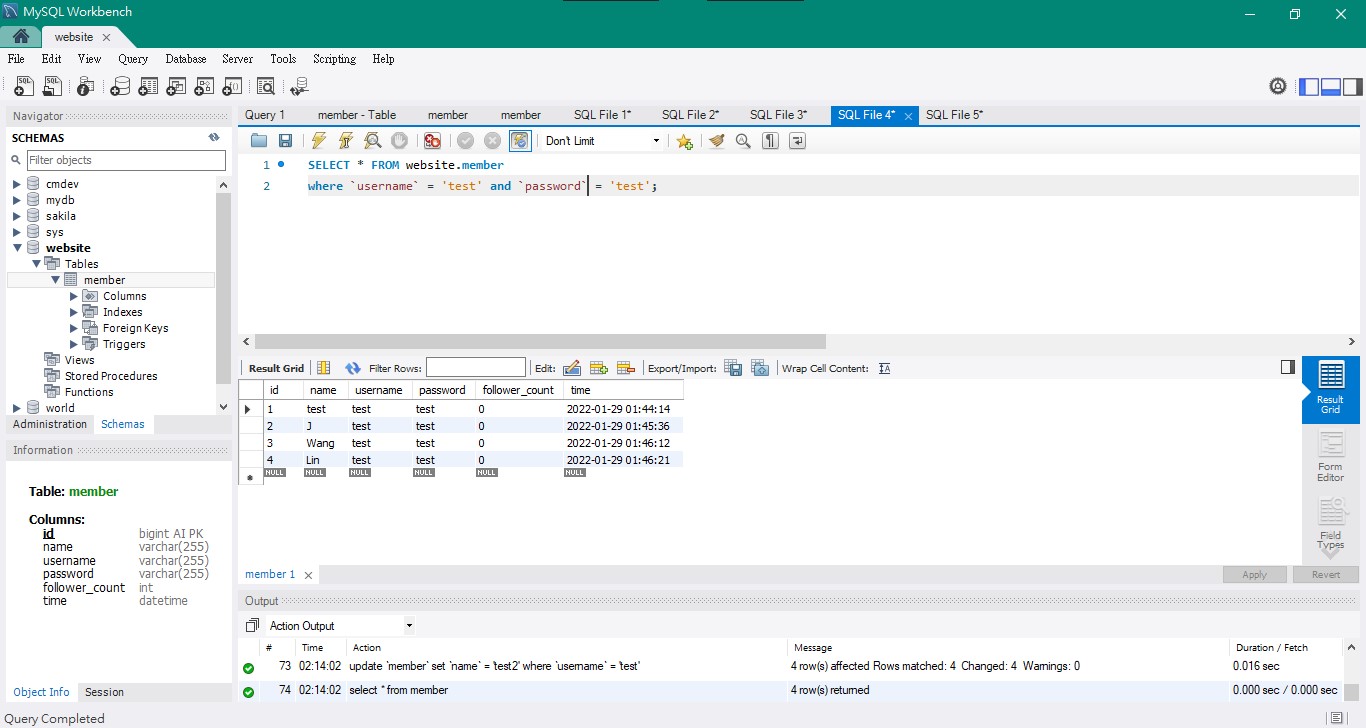 MySQL Workbench
website
File Edit View Query Database Server Tools Scripting Help
Navigator
SCHEMAS
Filter objects
cmdev
mydb
sakila
sys
website
Tables
member
Columns
Indexes
Foreign Keys
Triggers
Views
Stored Procedures
Functions
world
Administration Schemas
Information
Table: member
Columns:
id bigint AI PK
name varchar(255)
username varchar(255)
password varchar(255)
follower_count int
time datetime
Object Info Session
Query 1 member - Table member member SQL File 1* SQL File 2* SQL File 3* SQL File 4* SQL File 5*
Don't Limit
1 SELECT * FROM website.member
2 where `username` = 'test' and `password` = 'test';
Result Grid Filter Rows: Edit: Export/Import: Wrap Cell Content:
id name username password follower_count time
1 test test test 0 2022-01-29 01:44:14
2 J test test 0 2022-01-29 01:45:36
3 Wang test test 0 2022-01-29 01:46:12
4 Lin test test 0 2022-01-29 01:46:21
NULL NULL NULL NULL NULL NULL
Result
Grid
Form
Editor
Field
Types
member 1
Apply Revert
Output
Action Output
# Time Action Message Duration / Fetch
73 02:14:02 update `member` set `name` = 'test2' where `username` = 'test' 4 row(s) affected Rows matched: 4 Changed: 4 Warnings: 0 0.016 sec
74 02:14:02 select * from member 4 row(s) returned 0.000 sec / 0.000 sec
Query Completed